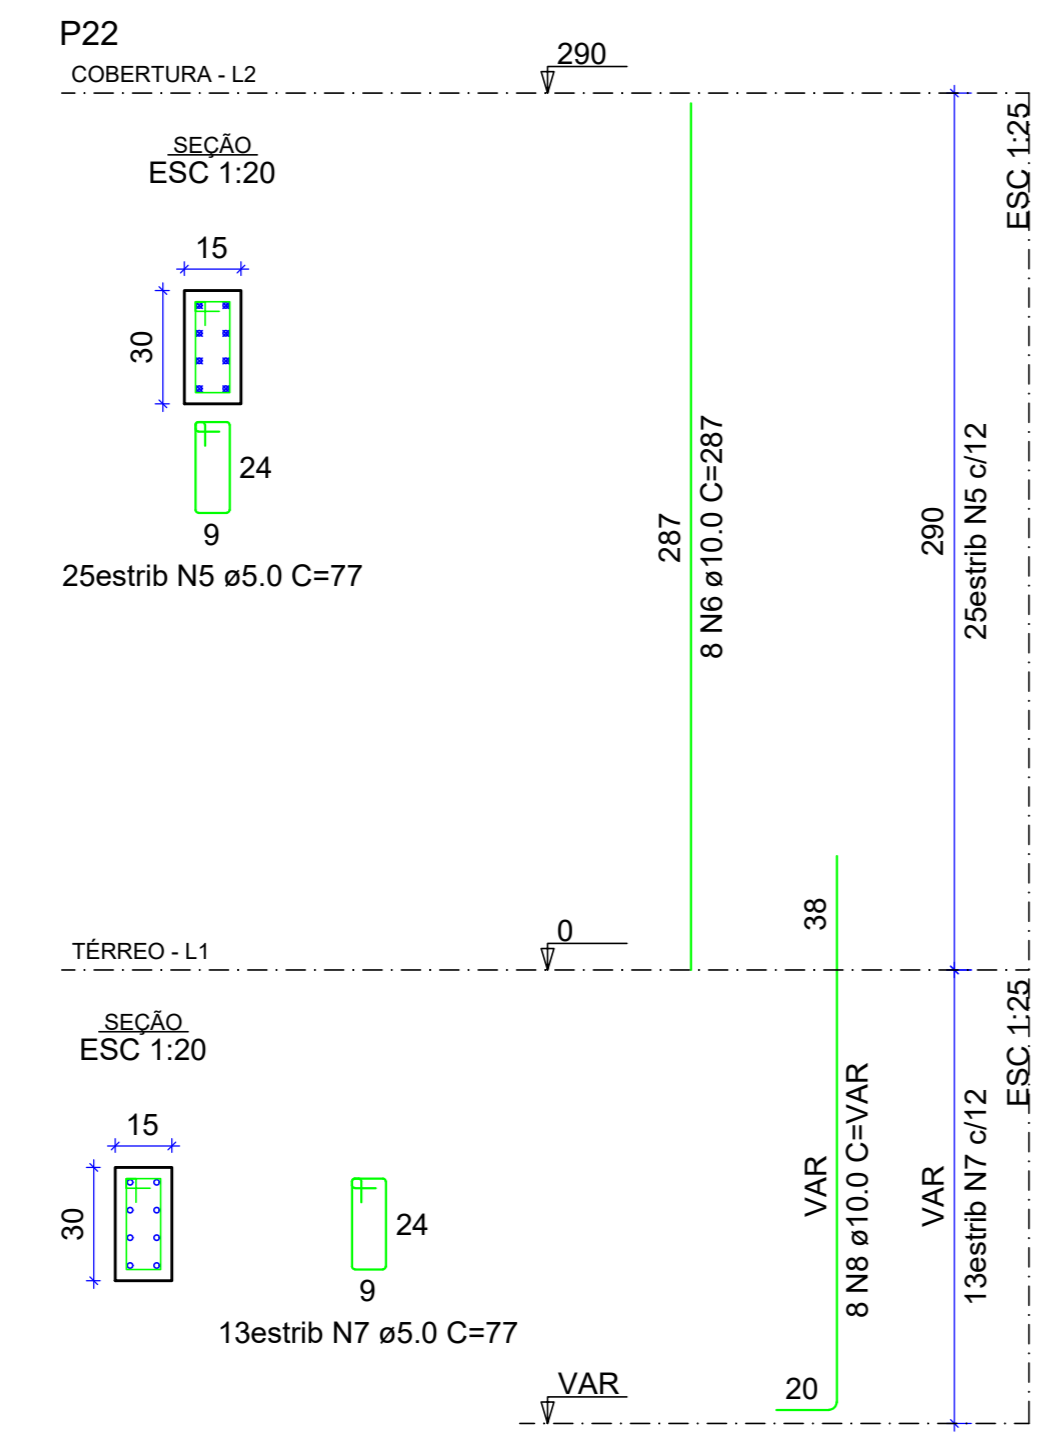 P22
COBERTURA - L2
290
ESC 1:25
SEÇÃO
ESC 1:20
15
30
24
9
25estrib N5 ø5.0 C=77
287
8 N6 ø10.0 C=287
290
25estrib N5 c/12
38
TÉRREO - L1
0
ESC 1:25
SEÇÃO
ESC 1:20
15
30
24
9
13estrib N7 ø5.0 C=77
VAR
8 N8 ø10.0 C=VAR
VAR
13estrib N7 c/12
20
VAR